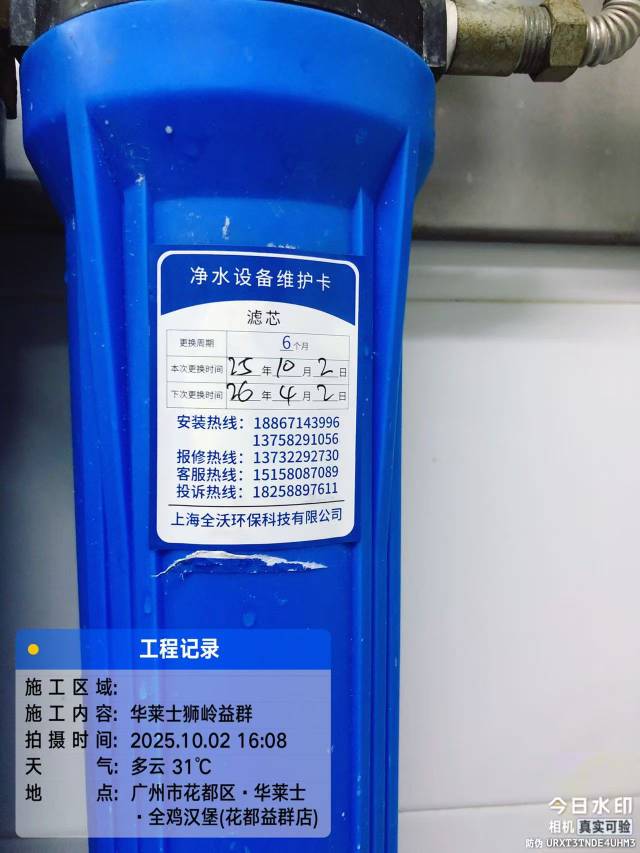 净水设备维护卡
滤芯
更换周期 6个月
本次更换时间 25年10月2日
下次更换时间 26年4月2日
安装热线：18867143996
13758291056
报修热线：13732292730
客服热线：15158087089
投诉热线：18258897611
上海全沃环保科技有限公司
工程记录
施工区域：
施工内容：华莱士狮岭益群
拍摄时间：2025.10.02 16:08
天气：多云 31℃
地点：广州市花都区·华莱士
·全鸡汉堡(花都益群店)
今日水印
相机 真实可验
防伪 URXT3TNDE4UHM3